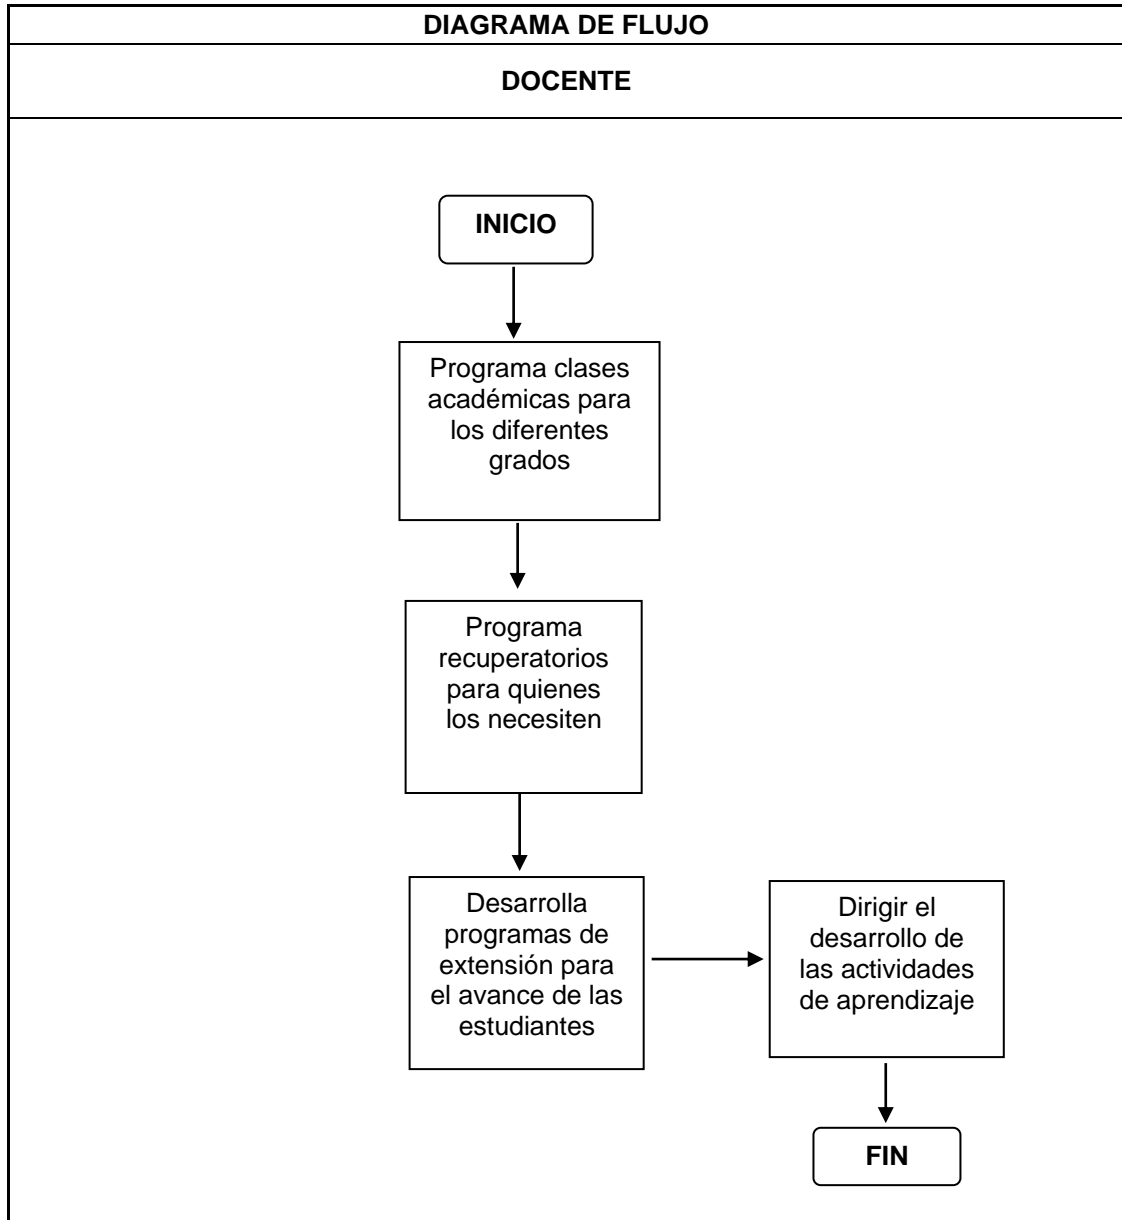 DIAGRAMA DE FLUJO
DOCENTE
INICIO
Programa clases
académicas para
los diferentes
grados
Programa
recuperatorios
para quienes
los necesiten
Desarrolla
programas de
extensión para
el avance de las
estudiantes
Dirigir el
desarrollo de
las actividades
de aprendizaje
FIN